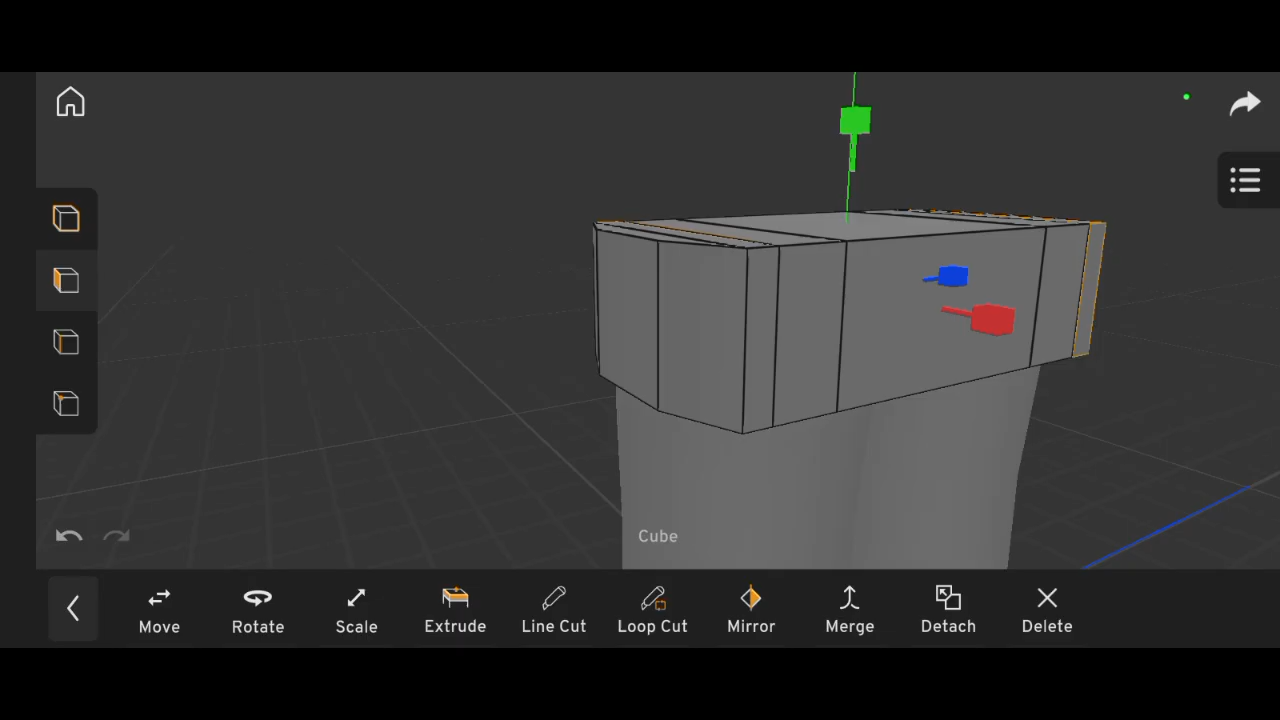 Cube
Move
Rotate
Scale
Extrude
Line Cut
Loop Cut
Mirror
Merge
Detach
Delete